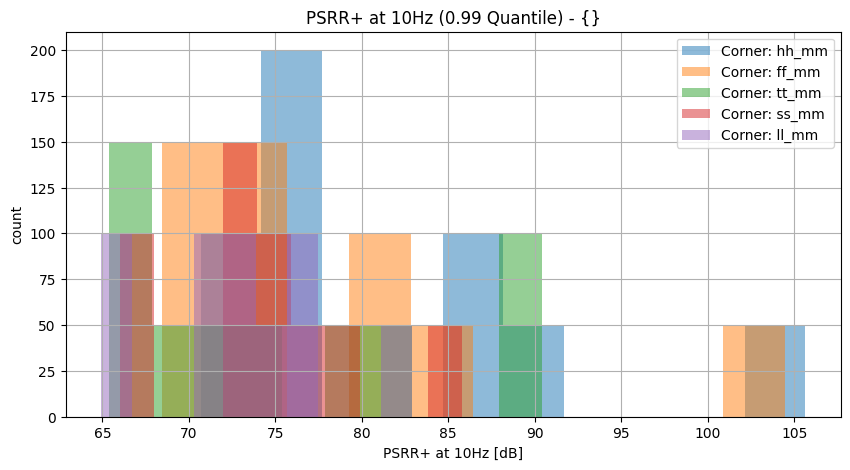 PSRR+ at 10Hz (0.99 Quantile) - {}
count
200
175
150
125
100
75
50
25
0
65 70 75 80 85 90 95 100 105
PSRR+ at 10Hz [dB]
Corner: hh_mm
Corner: ff_mm
Corner: tt_mm
Corner: ss_mm
Corner: ll_mm